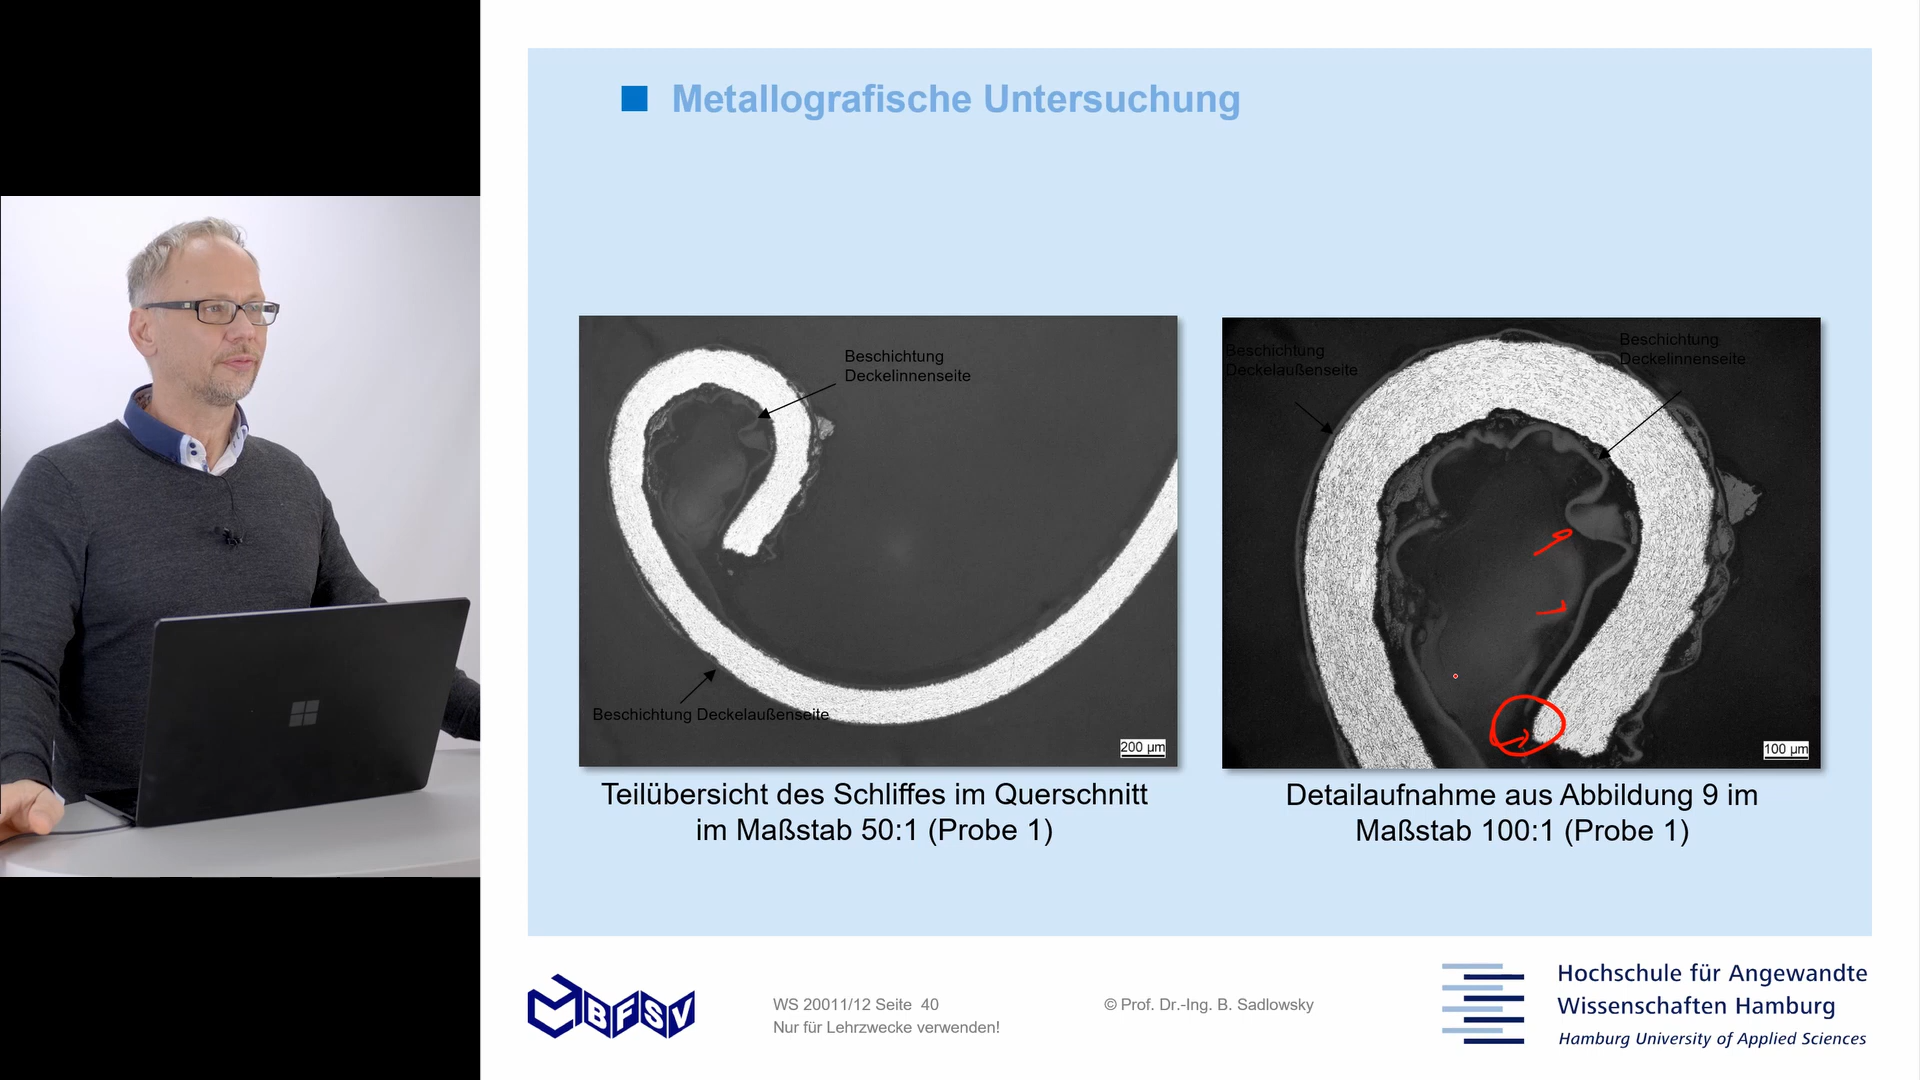 Metallografische Untersuchung
Beschichtung
Deckelinnenseite
Beschichtung Deckelaußenseite
200 µm
Beschichtung
Deckelaußenseite
Beschichtung
Deckelinnenseite
100 µm
Teilübersicht des Schliffes im Querschnitt
im Maßstab 50:1 (Probe 1)
Detailaufnahme aus Abbildung 9 im
Maßstab 100:1 (Probe 1)
BFSV
WS 20011/12 Seite 40
Nur für Lehrzwecke verwenden!
© Prof. Dr.-Ing. B. Sadlowsky
Hochschule für Angewandte
Wissenschaften Hamburg
Hamburg University of Applied Sciences